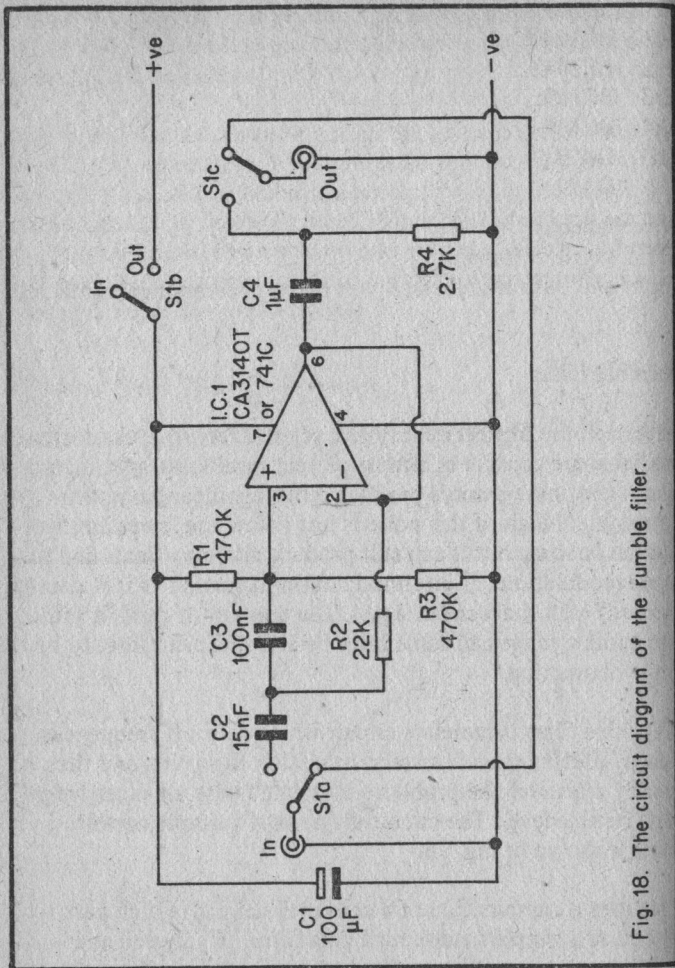 +ve
In
Out
S1b
I.C.1
CA3140T
or 741C
R1
470K
C3
100nF
C2
15nF
3
+
2
7
6
4
C4
1µF
S1c
Out
R2
22K
R3
470K
R4
2·7K
S1a
In
C1
100
µF
-ve
Fig. 18. The circuit diagram of the rumble filter.